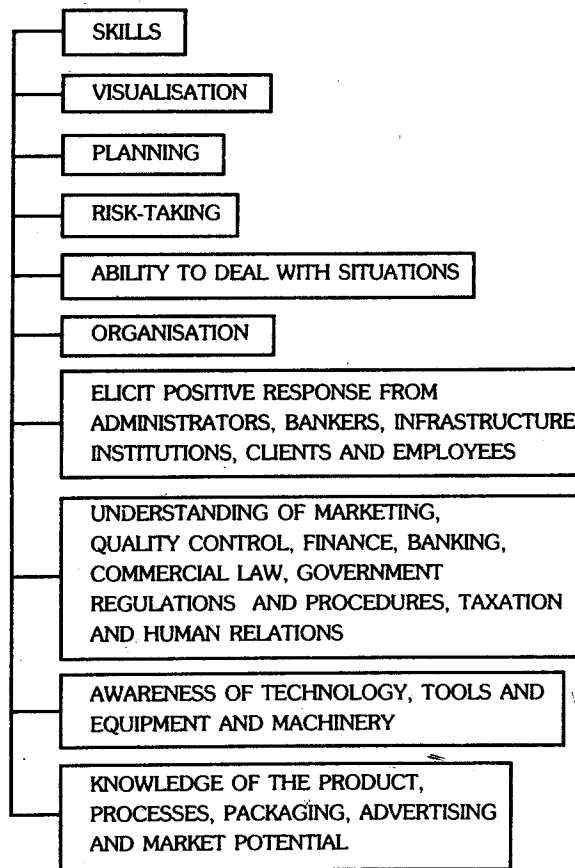 SKILLS
VISUALISATION
PLANNING
RISK-TAKING
ABILITY TO DEAL WITH SITUATIONS
ORGANISATION
ELICIT POSITIVE RESPONSE FROM
ADMINISTRATORS, BANKERS, INFRASTRUCTURE
INSTITUTIONS, CLIENTS AND EMPLOYEES
UNDERSTANDING OF MARKETING,
QUALITY CONTROL, FINANCE, BANKING,
COMMERCIAL LAW, GOVERNMENT
REGULATIONS AND PROCEDURES, TAXATION
AND HUMAN RELATIONS
AWARENESS OF TECHNOLOGY, TOOLS AND
EQUIPMENT AND MACHINERY
KNOWLEDGE OF THE PRODUCT,
PROCESSES, PACKAGING, ADVERTISING
AND MARKET POTENTIAL